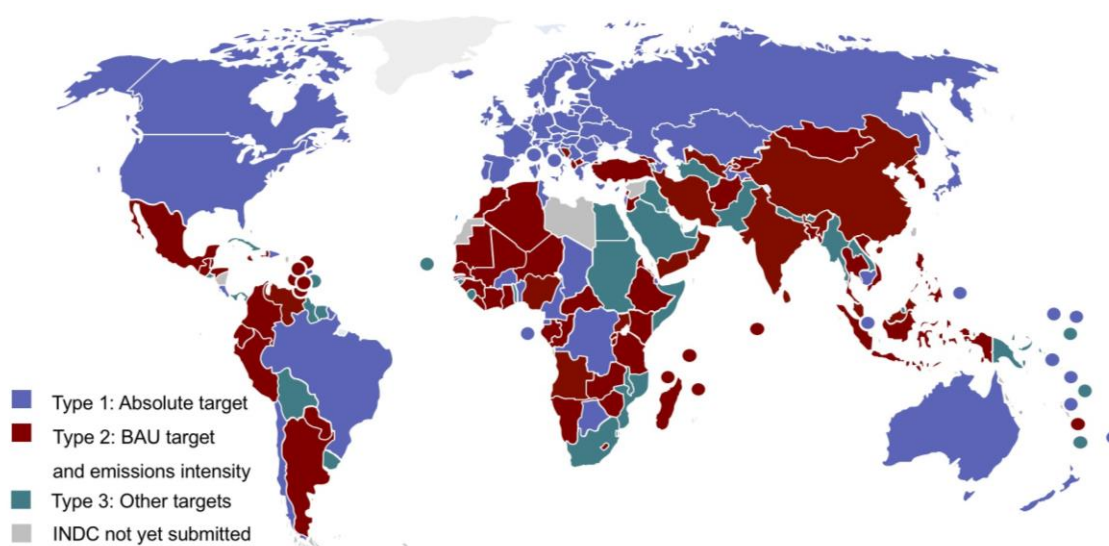 Type 1: Absolute target
Type 2: BAU target
and emissions intensity
Type 3: Other targets
INDC not yet submitted